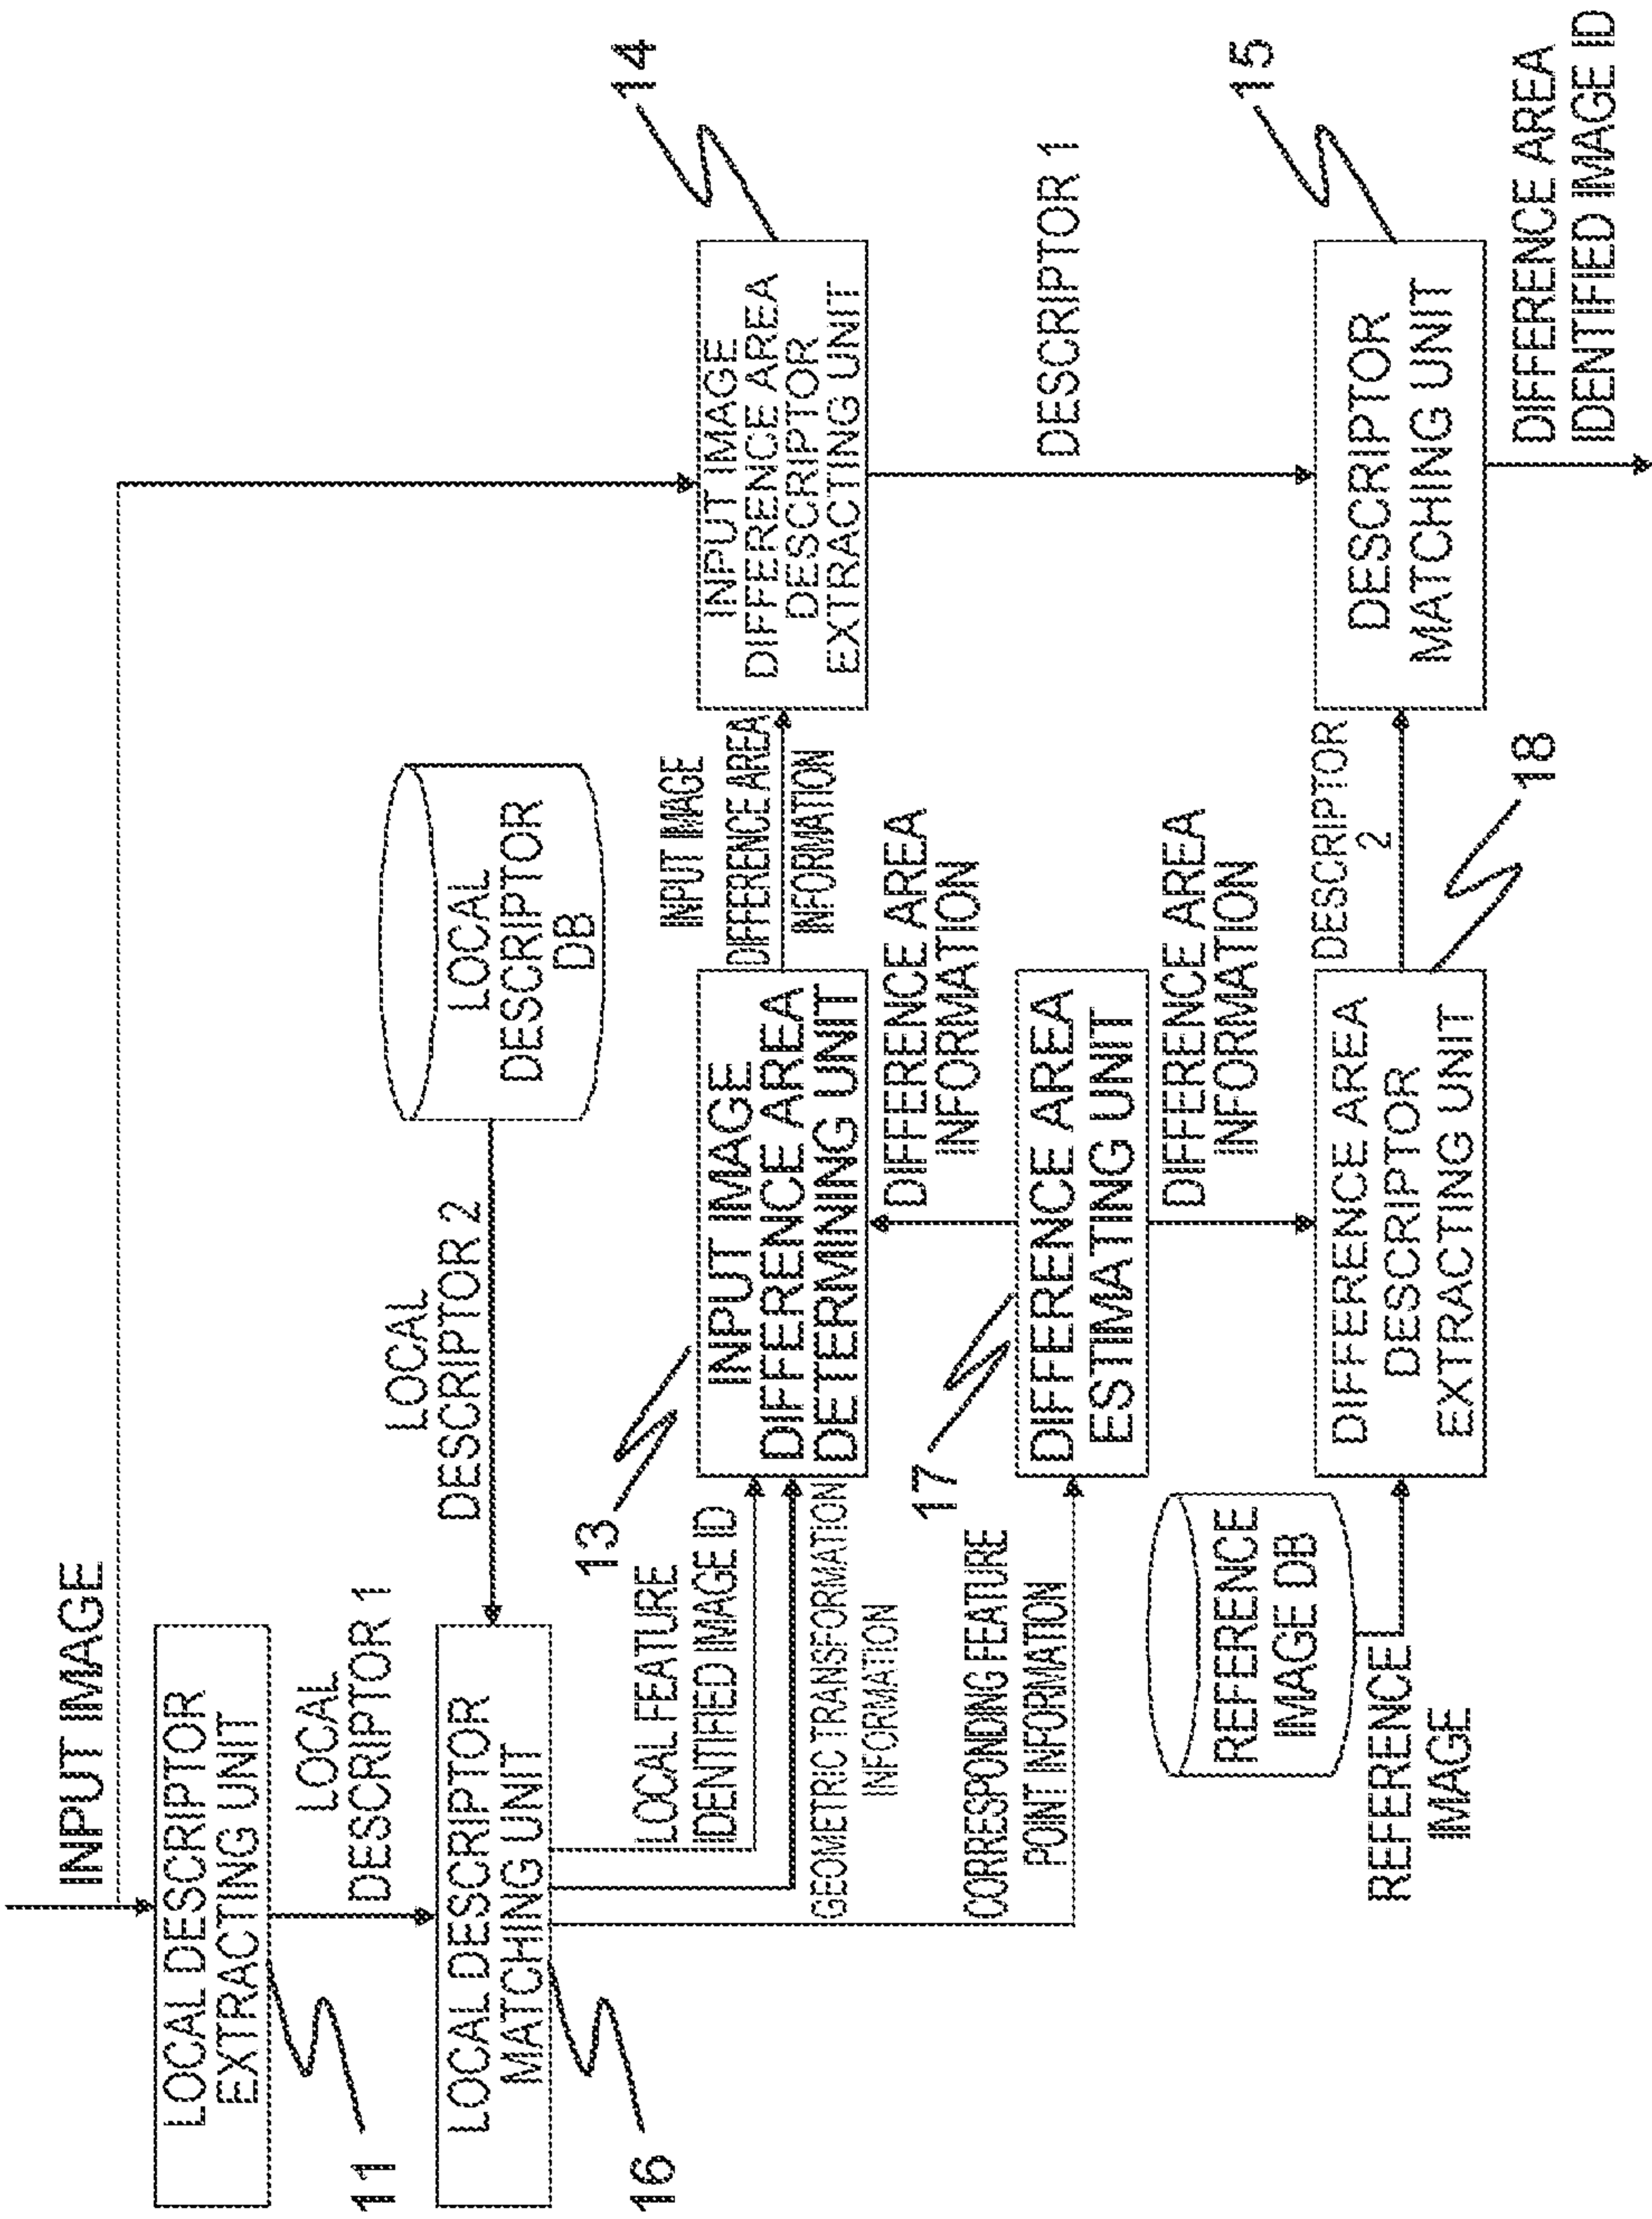 INPUT IMAGE
LOCAL DESCRIPTOR
EXTRACTING UNIT
11
LOCAL
DESCRIPTOR 1
LOCAL DESCRIPTOR
MATCHING UNIT
16
LOCAL
DESCRIPTOR 2
LOCAL
DESCRIPTOR
DB
LOCAL FEATURE
IDENTIFIED IMAGE ID
GEOMETRIC TRANSFORMATION
INFORMATION
CORRESPONDING FEATURE
POINT INFORMATION
13
INPUT IMAGE
DIFFERENCE AREA
DETERMINING UNIT
INPUT IMAGE
DIFFERENCE AREA
INFORMATION
INPUT IMAGE
DIFFERENCE AREA
DESCRIPTOR
EXTRACTING UNIT
14
DIFFERENCE AREA
INFORMATION
17
DIFFERENCE AREA
ESTIMATING UNIT
DIFFERENCE AREA
INFORMATION
DESCRIPTOR 1
REFERENCE
IMAGE DB
REFERENCE
IMAGE
DIFFERENCE AREA
DESCRIPTOR
EXTRACTING UNIT
18
DESCRIPTOR
2
DESCRIPTOR
MATCHING UNIT
15
DIFFERENCE AREA
IDENTIFIED IMAGE ID